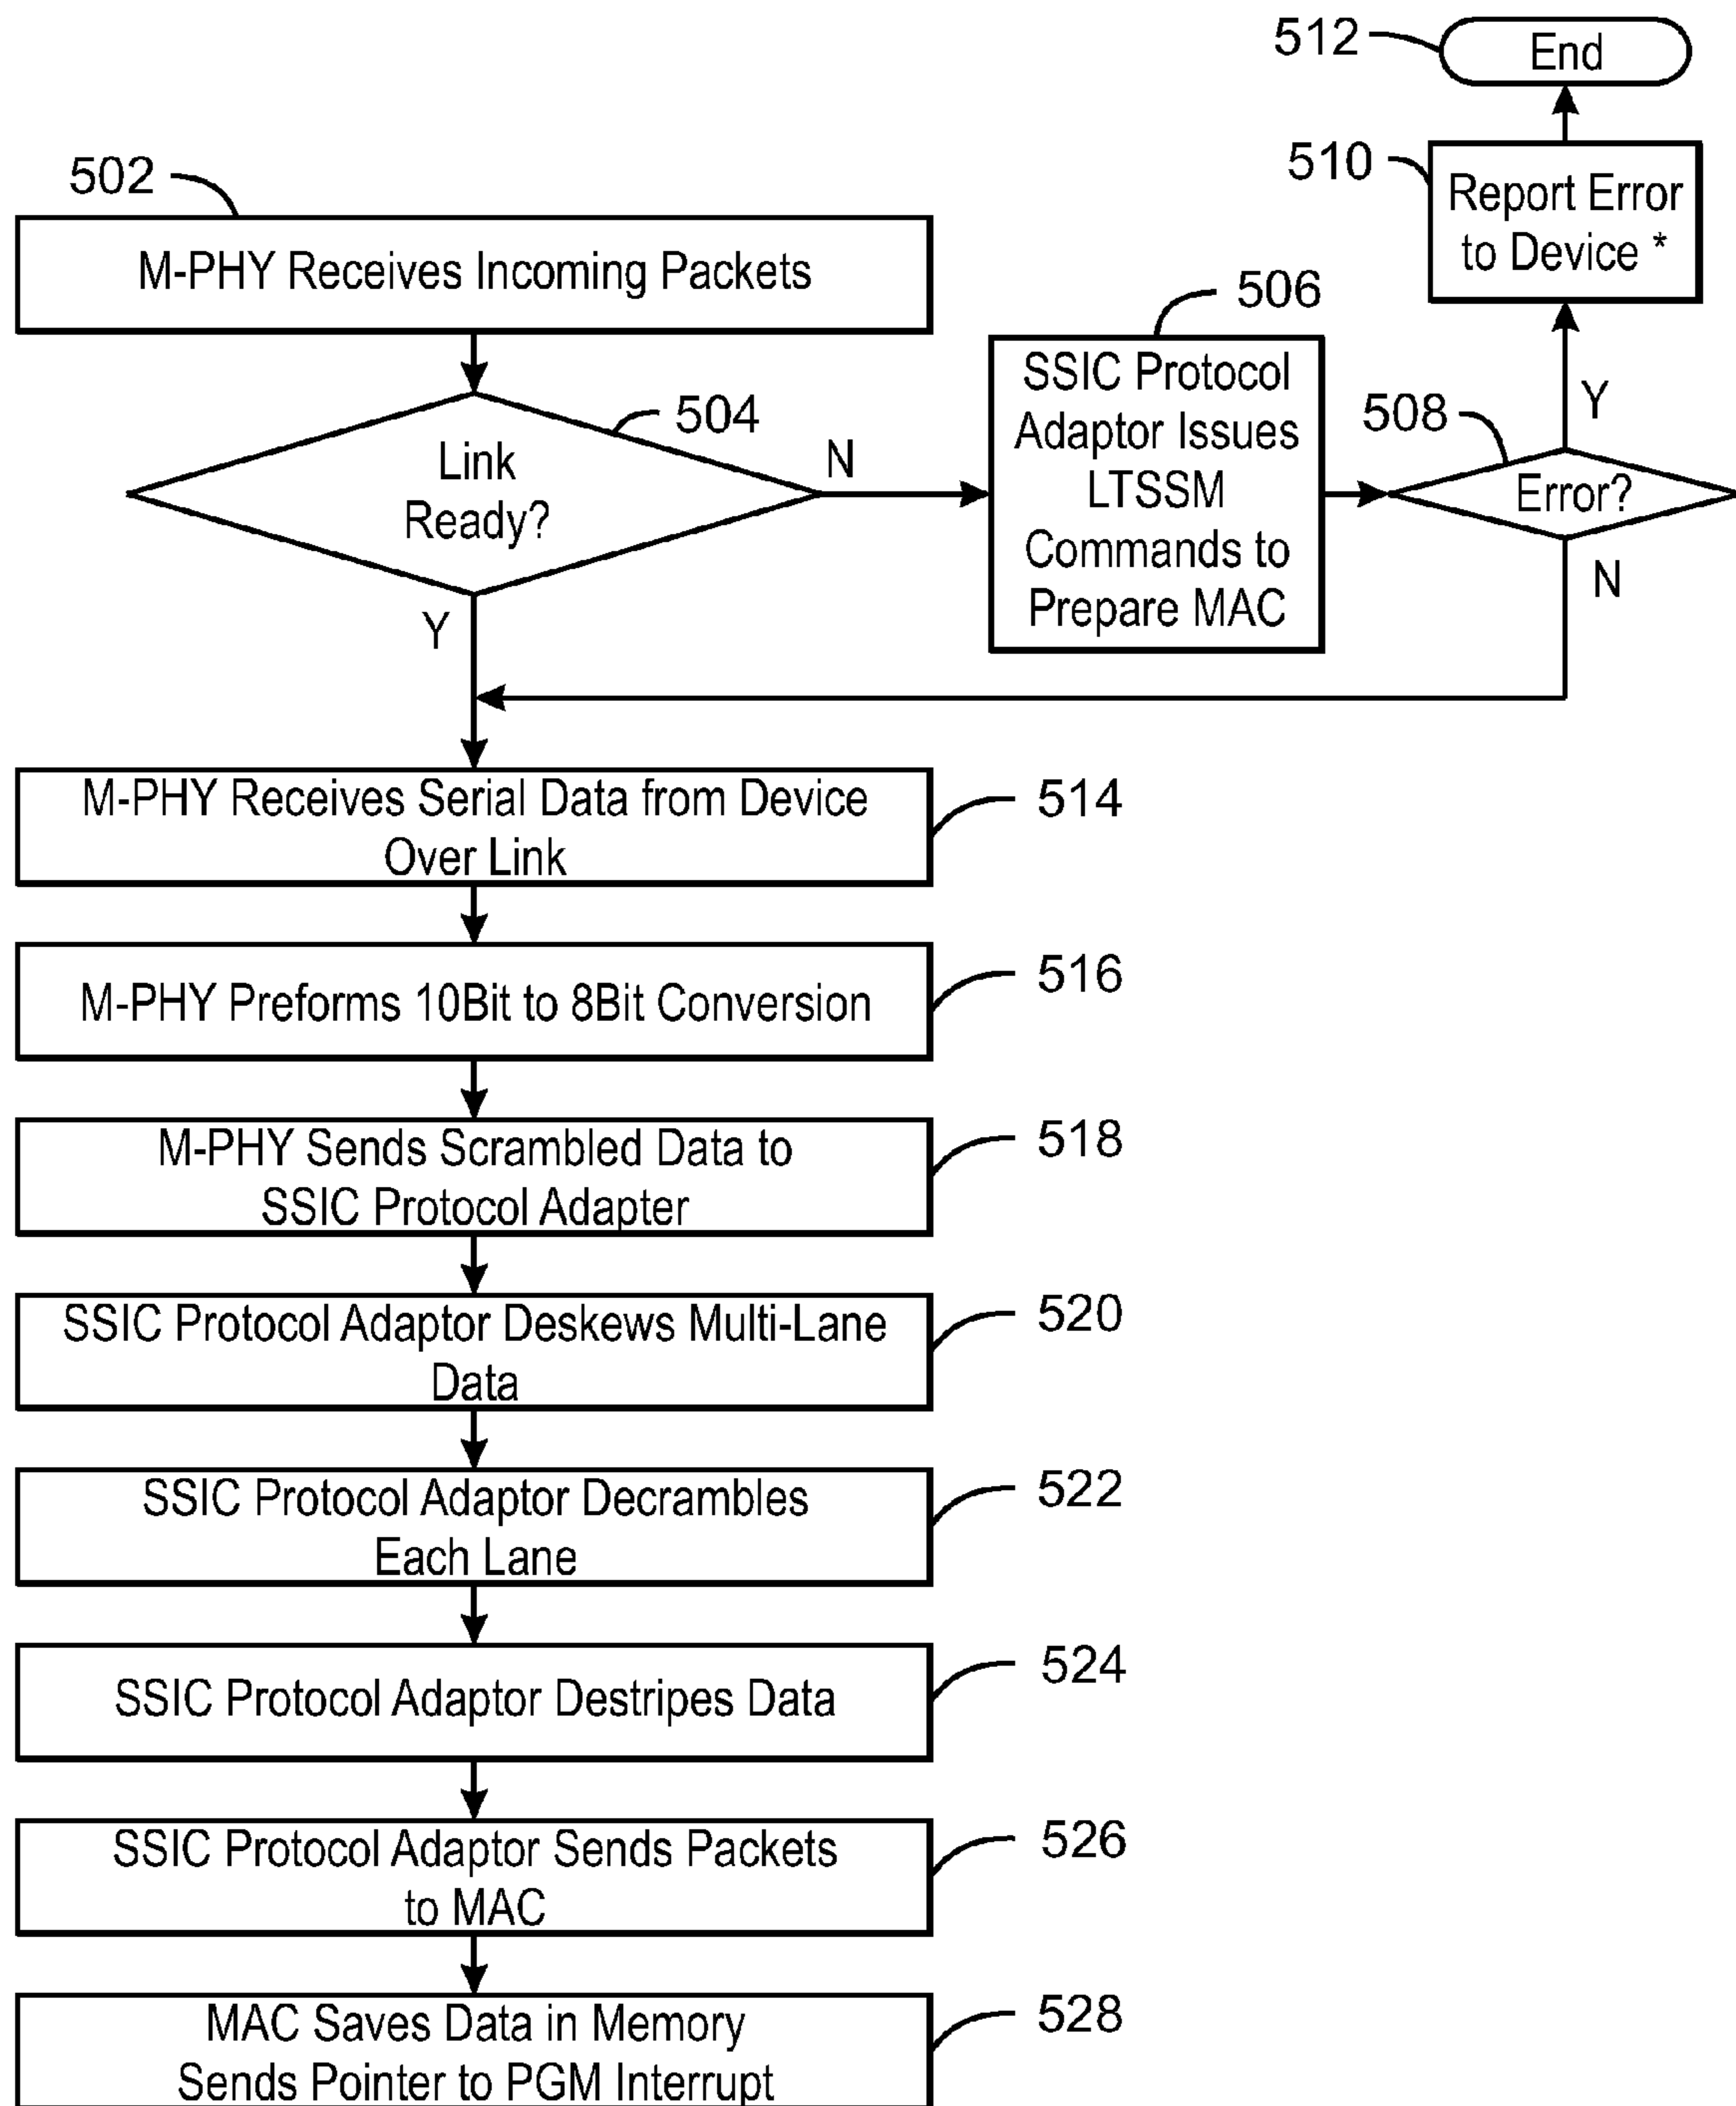 512
End
510
Report Error
to Device *
502
M-PHY Receives Incoming Packets
506
SSIC Protocol
Adaptor Issues
LTSSM
Commands to
Prepare MAC
504
Link
Ready?
N
Y
508
Error?
Y
N
M-PHY Receives Serial Data from Device
Over Link
514
M-PHY Preforms 10Bit to 8Bit Conversion
516
M-PHY Sends Scrambled Data to
SSIC Protocol Adapter
518
SSIC Protocol Adaptor Deskews Multi-Lane
Data
520
SSIC Protocol Adaptor Decrambles
Each Lane
522
SSIC Protocol Adaptor Destripes Data
524
SSIC Protocol Adaptor Sends Packets
to MAC
526
MAC Saves Data in Memory
Sends Pointer to PGM Interrupt
528